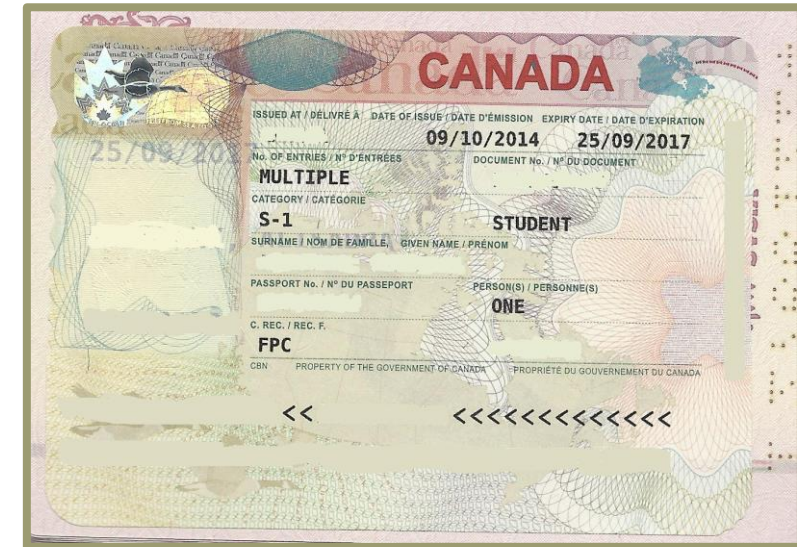 CANADA
ISSUED AT / DÉLIVRÉ À DATE OF ISSUE / DATE D'ÉMISSION EXPIRY DATE / DATE D'EXPIRATION
09/10/2014 25/09/2017
25/09/2017
No. OF ENTRIES / Nº D'ENTRÉES DOCUMENT No. / Nº DU DOCUMENT
MULTIPLE
CATEGORY / CATÉGORIE
S-1 STUDENT
SURNAME / NOM DE FAMILLE, GIVEN NAME / PRÉNOM
PASSPORT No. / Nº DU PASSEPORT PERSON(S) / PERSONNE(S)
ONE
C. REC. / REC. F.
FPC
CBN PROPERTY OF THE GOVERNMENT OF CANADA PROPRIÉTÉ DU GOUVERNEMENT DU CANADA
<< <<<<<<<<<<<<<